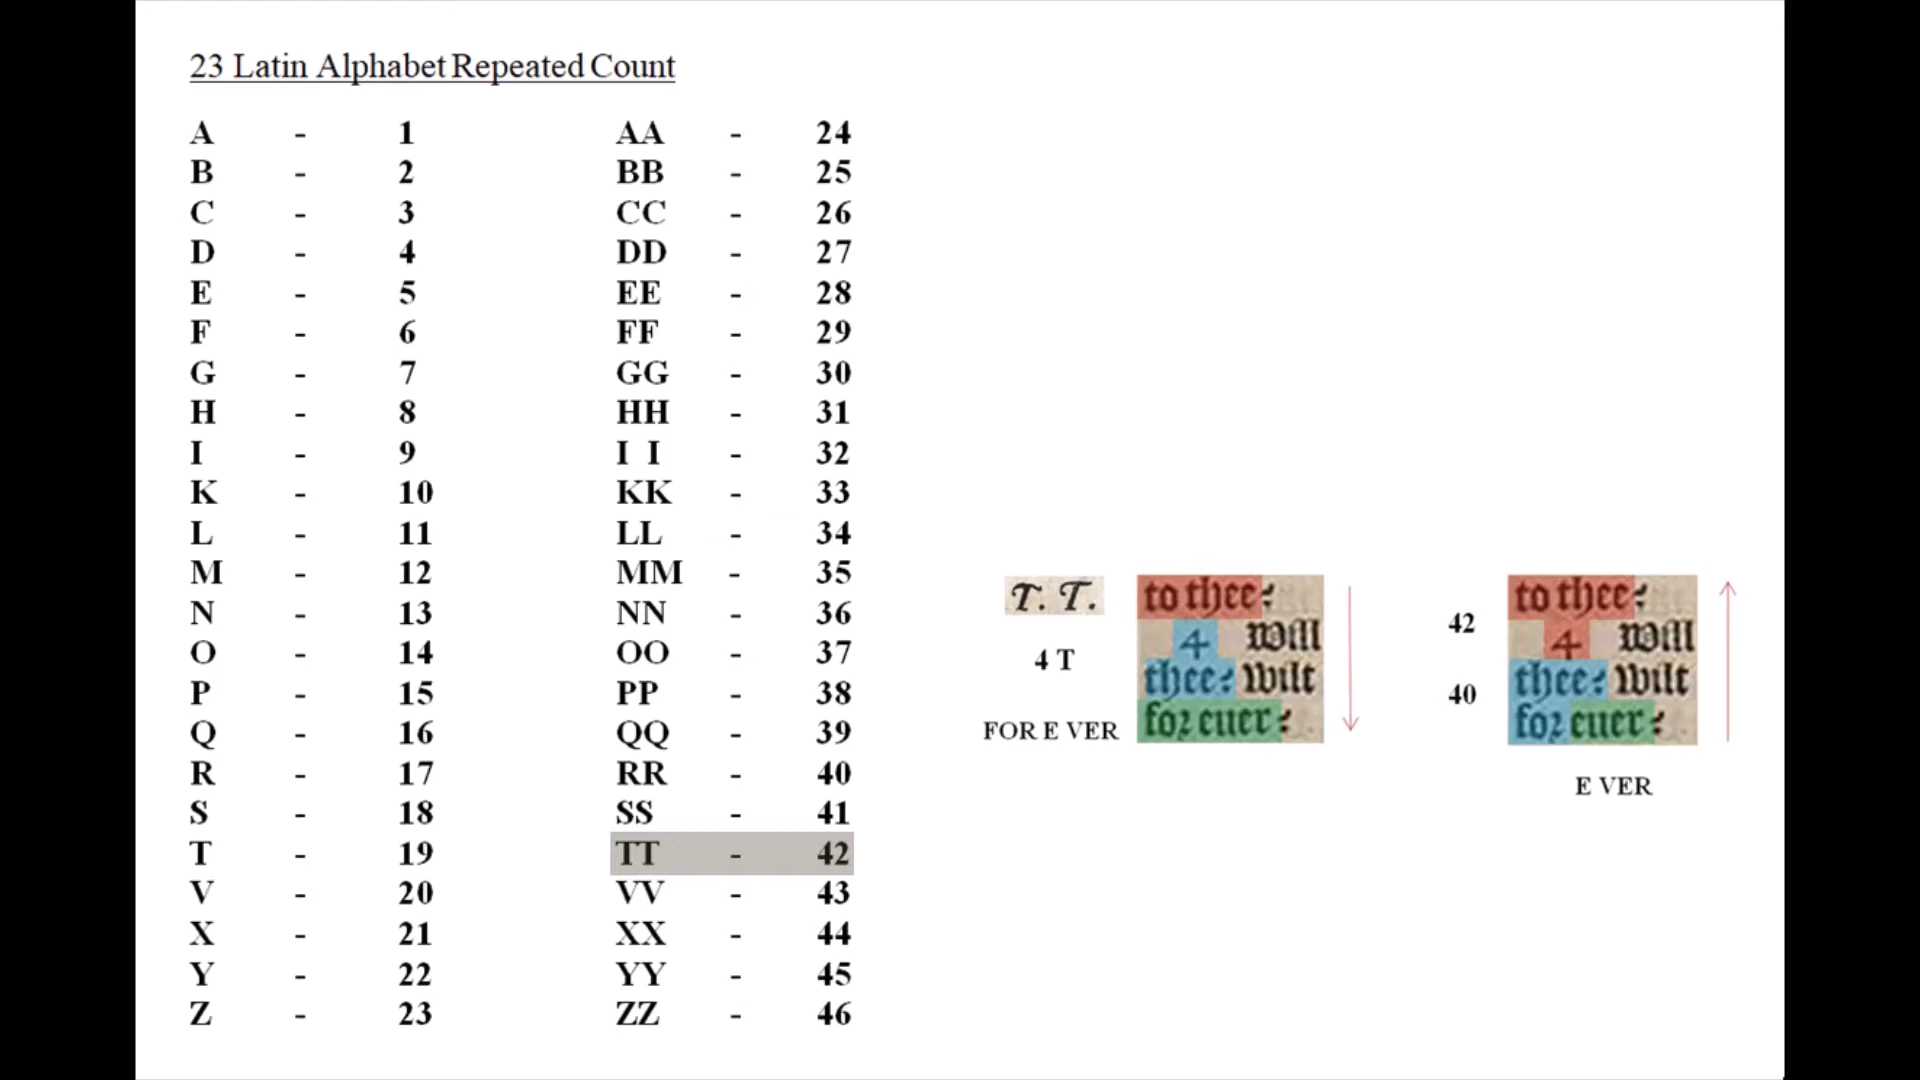 23 Latin Alphabet Repeated Count
A - 1 AA - 24
B - 2 BB - 25
C - 3 CC - 26
D - 4 DD - 27
E - 5 EE - 28
F - 6 FF - 29
G - 7 GG - 30
H - 8 HH - 31
I - 9 I I - 32
K - 10 KK - 33
L - 11 LL - 34
M - 12 MM - 35
N - 13 NN - 36
O - 14 OO - 37
P - 15 PP - 38
Q - 16 QQ - 39
R - 17 RR - 40
S - 18 SS - 41
T - 19 TT - 42
V - 20 VV - 43
X - 21 XX - 44
Y - 22 YY - 45
Z - 23 ZZ - 46
T. T.
4 T
FOR E VER
to thee:
4 will
thee: wilt
for euer:
42
40
to thee:
4 will
thee: wilt
for euer:
E VER